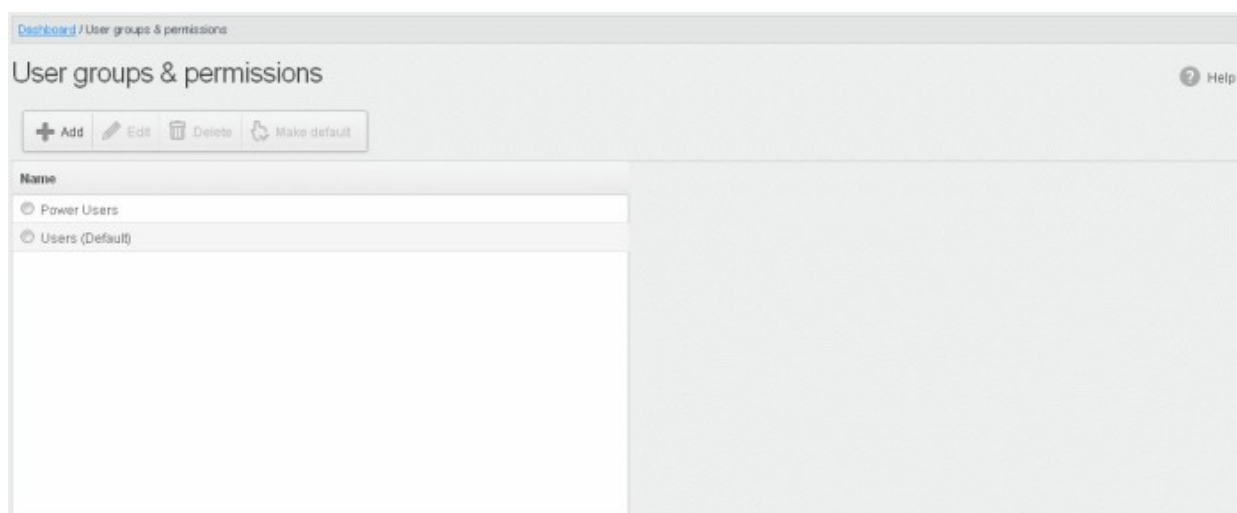 Dashboard / User groups & permissions
User groups & permissions
Help
Add Edit Delete Make default
Name
Power Users
Users (Default)